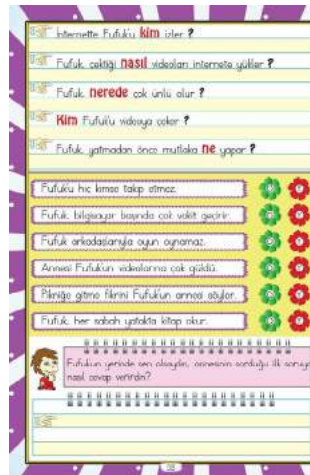 İnternette Fufuk'u kim izler ?
Fufuk, çektiği nasıl videoları internete yükler ?
Fufuk, nerede çok ünlü olur ?
Kim Fufuk'u videoya çeker ?
Fufuk, yatmadan önce mutlaka ne yapar ?
Fufuk'u hiç kimse takip etmez.
Fufuk, bilgisayar başında çok vakit geçirir.
Fufuk arkadaşlarıyla oyun oynamaz.
Annesi Fufuk'un videolarına çok güldü.
Pikniğe gitme fikrini Fufuk'un annesi söyler.
Fufuk, her sabah yatakta kitap okur.
Fufuk'un yerinde sen olsaydın, annesinin sorduğu ilk soruya
nasıl cevap verirdin?